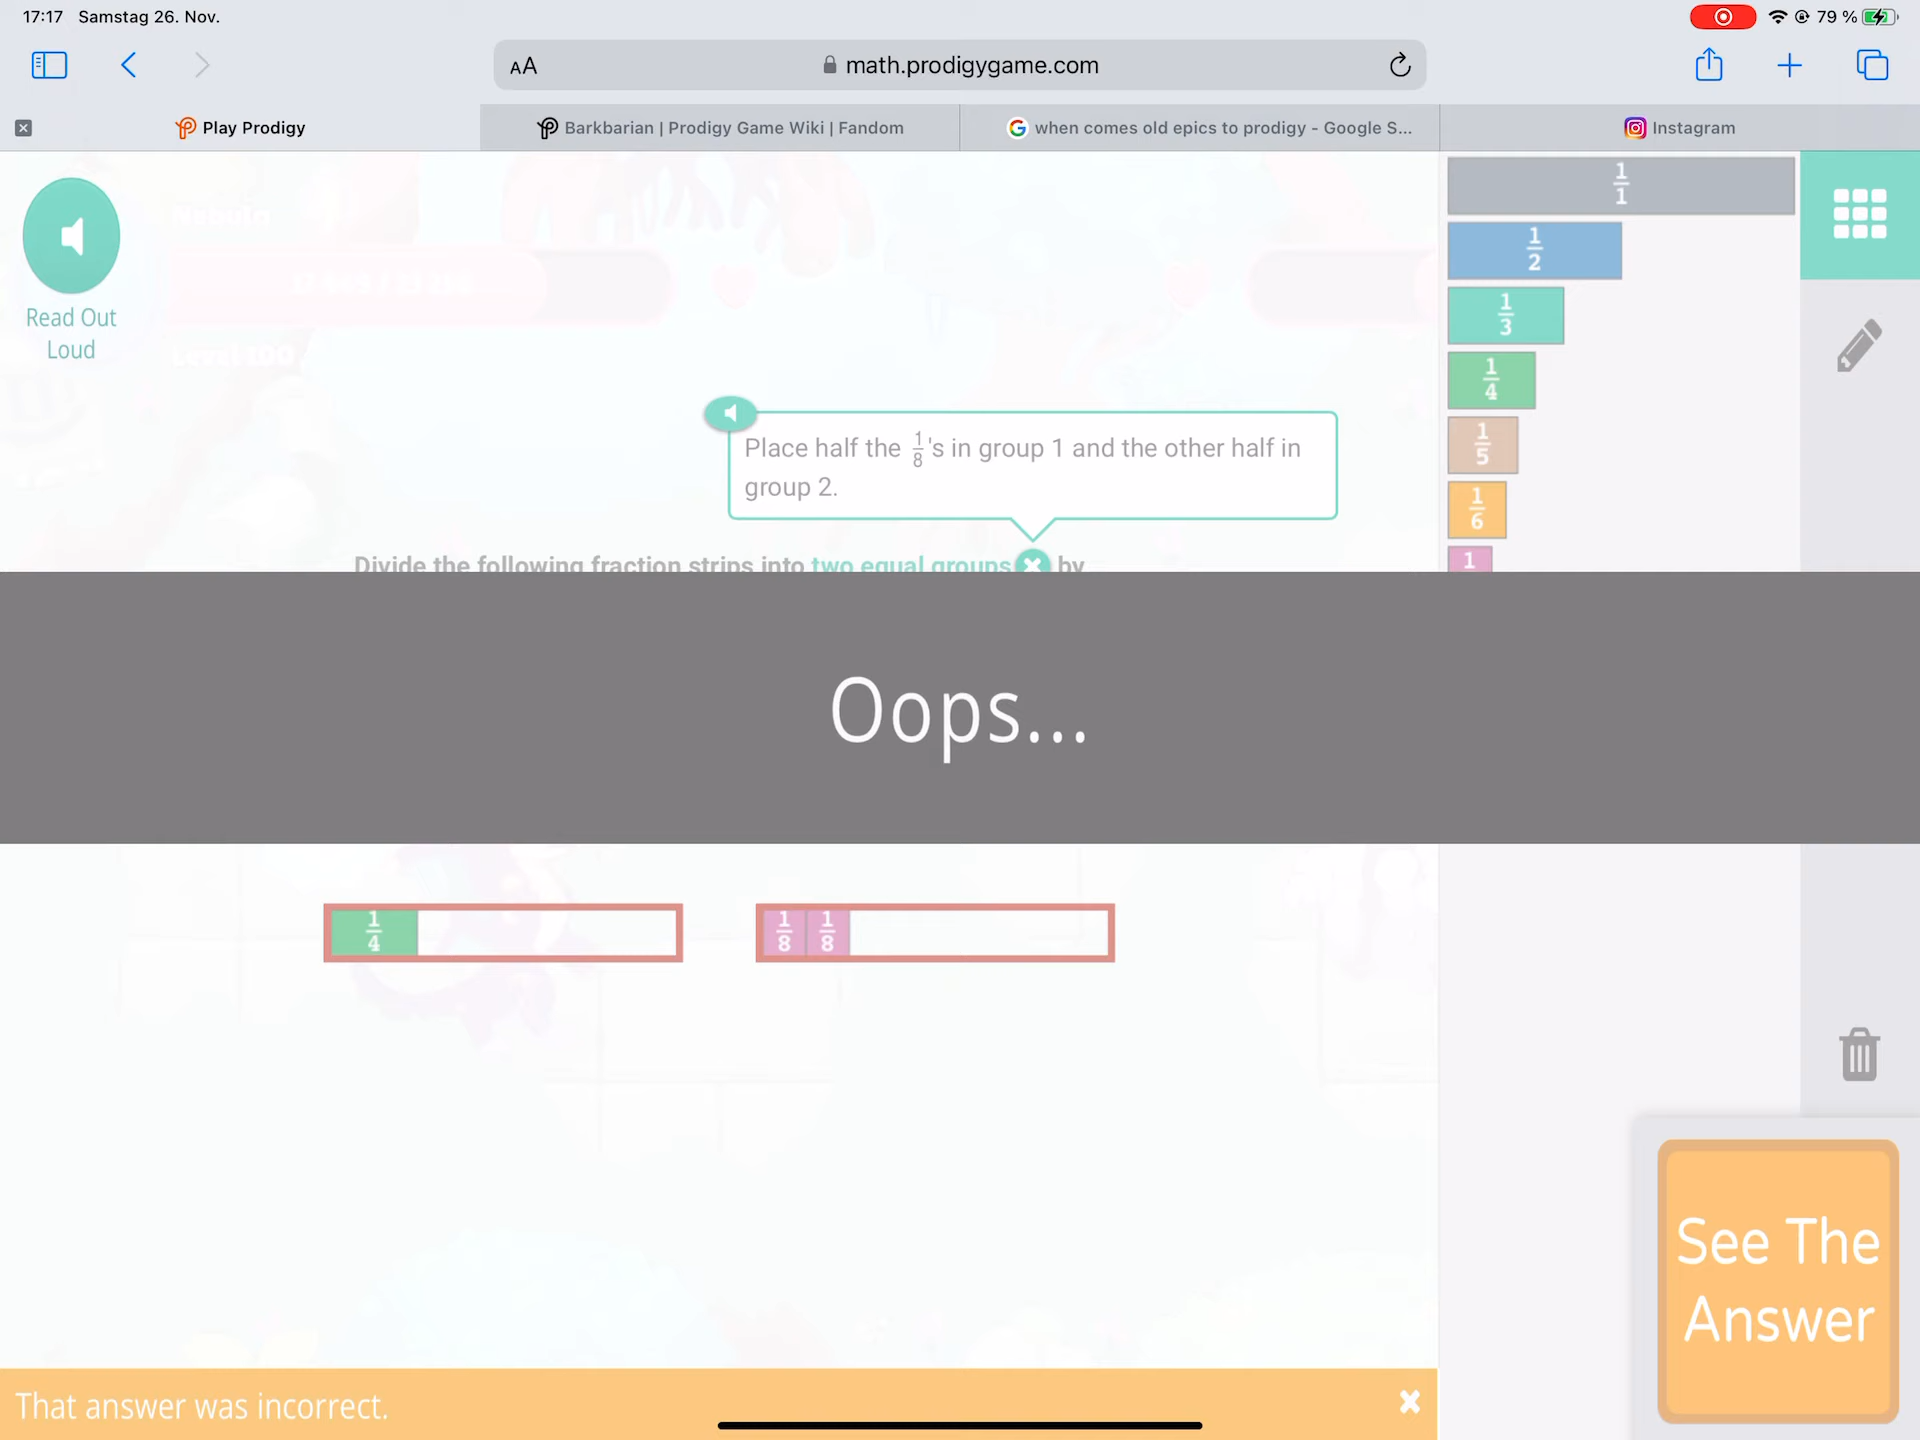 17:17 Samstag 26. Nov.
79 %
AA
math.prodigygame.com
Play Prodigy
Barkbarian | Prodigy Game Wiki | Fandom
when comes old epics to prodigy - Google S...
Instagram
Read Out
Loud
Level 100
Place half the 1/8's in group 1 and the other half in
group 2.
Divide the following fraction strips into two equal groups by
1/1
1/2
1/3
1/4
1/5
1/6
1
Oops...
1/4
1/8 1/8
See The
Answer
That answer was incorrect.